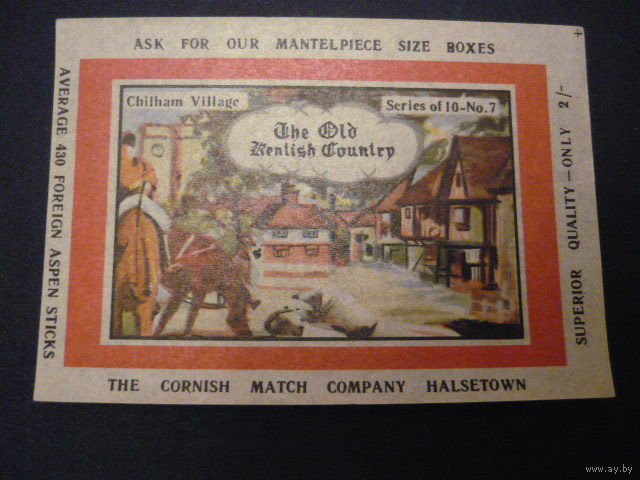 ASK FOR OUR MANTELPIECE SIZE BOXES
Chilham Village
Series of 10-No.7
The Old
Kentish Country
AVERAGE 430 FOREIGN ASPEN STICKS
SUPERIOR QUALITY—ONLY 2/-
THE CORNISH MATCH COMPANY HALSETOWN
www.ay.by